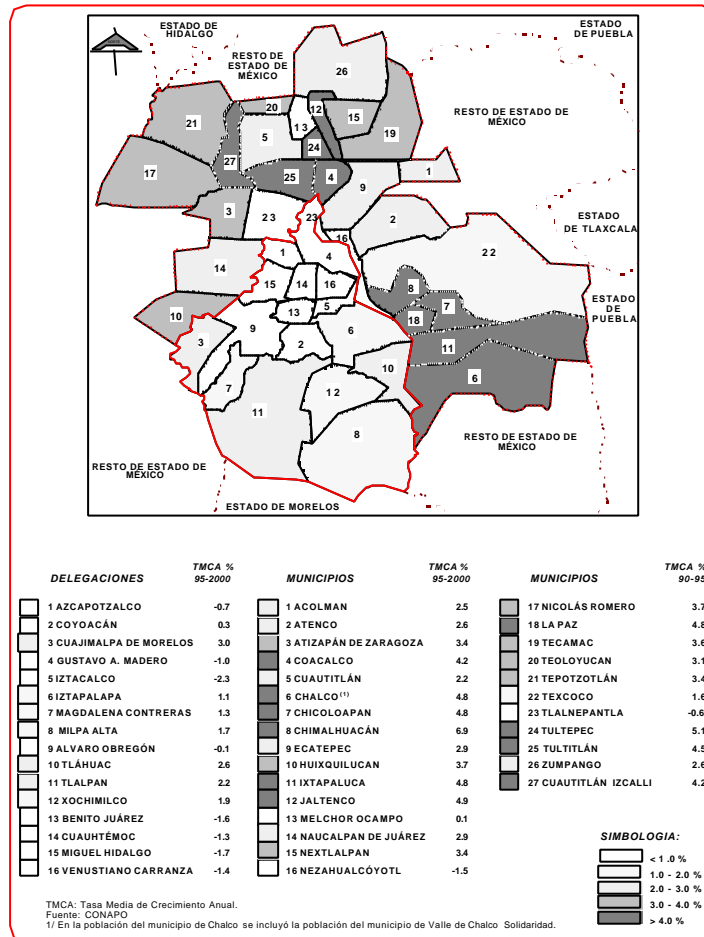 ESTADO DE
HIDALGO
ESTADO
DE PUEBLA
RESTO DE
ESTADO DE
MÉXICO
26
RESTO DE ESTADO DE
MÉXICO
20
12
15
21
13
5
19
24
27
17
25
4
1
9
3
23
23
2
16
ESTADO
DE TLAXCALA
22
1
4
14
15
14
16
8
7
ESTADO
DE
PUEBLA
5
13
18
10
9
6
3
2
11
10
6
7
12
11
8
RESTO DE ESTADO DE
MÉXICO
RESTO DE ESTADO DE
MÉXICO
ESTADO DE MORELOS
DELEGACIONES TMCA % 95-2000
1 AZCAPOTZALCO -0.7
2 COYOACÁN 0.3
3 CUAJIMALPA DE MORELOS 3.0
4 GUSTAVO A. MADERO -1.0
5 IZTACALCO -2.3
6 IZTAPALAPA 1.1
7 MAGDALENA CONTRERAS 1.3
8 MILPA ALTA 1.7
9 ALVARO OBREGÓN -0.1
10 TLÁHUAC 2.6
11 TLALPAN 2.2
12 XOCHIMILCO 1.9
13 BENITO JUÁREZ -1.6
14 CUAUHTÉMOC -1.3
15 MIGUEL HIDALGO -1.7
16 VENUSTIANO CARRANZA -1.4
MUNICIPIOS TMCA % 95-2000
1 ACOLMAN 2.5
2 ATENCO 2.6
3 ATIZAPÁN DE ZARAGOZA 3.4
4 COACALCO 4.2
5 CUAUTITLÁN 2.2
6 CHALCO (1) 4.8
7 CHICOLOAPAN 4.8
8 CHIMALHUACÁN 6.9
9 ECATEPEC 2.9
10 HUIXQUILUCAN 3.7
11 IXTAPALUCA 4.8
12 JALTENCO 4.9
13 MELCHOR OCAMPO 0.1
14 NAUCALPAN DE JUÁREZ 2.9
15 NEXTLALPAN 3.4
16 NEZAHUALCÓYOTL -1.5
MUNICIPIOS TMCA % 90-95
17 NICOLÁS ROMERO 3.7
18 LA PAZ 4.8
19 TECAMAC 3.6
20 TEOLOYUCAN 3.1
21 TEPOTZOTLÁN 3.4
22 TEXCOCO 1.6
23 TLALNEPANTLA -0.6
24 TULTEPEC 5.1
25 TULTITLÁN 4.5
26 ZUMPANGO 2.6
27 CUAUTITLÁN IZCALLI 4.2
SIMBOLOGIA:
< 1 .0 %
1.0 - 2.0 %
2.0 - 3.0 %
3.0 - 4.0 %
> 4.0 %
TMCA: Tasa Media de Crecimiento Anual.
Fuente: CONAPO
1/ En la población del municipio de Chalco se incluyó la población del municipio de Valle de Chalco Solidaridad.